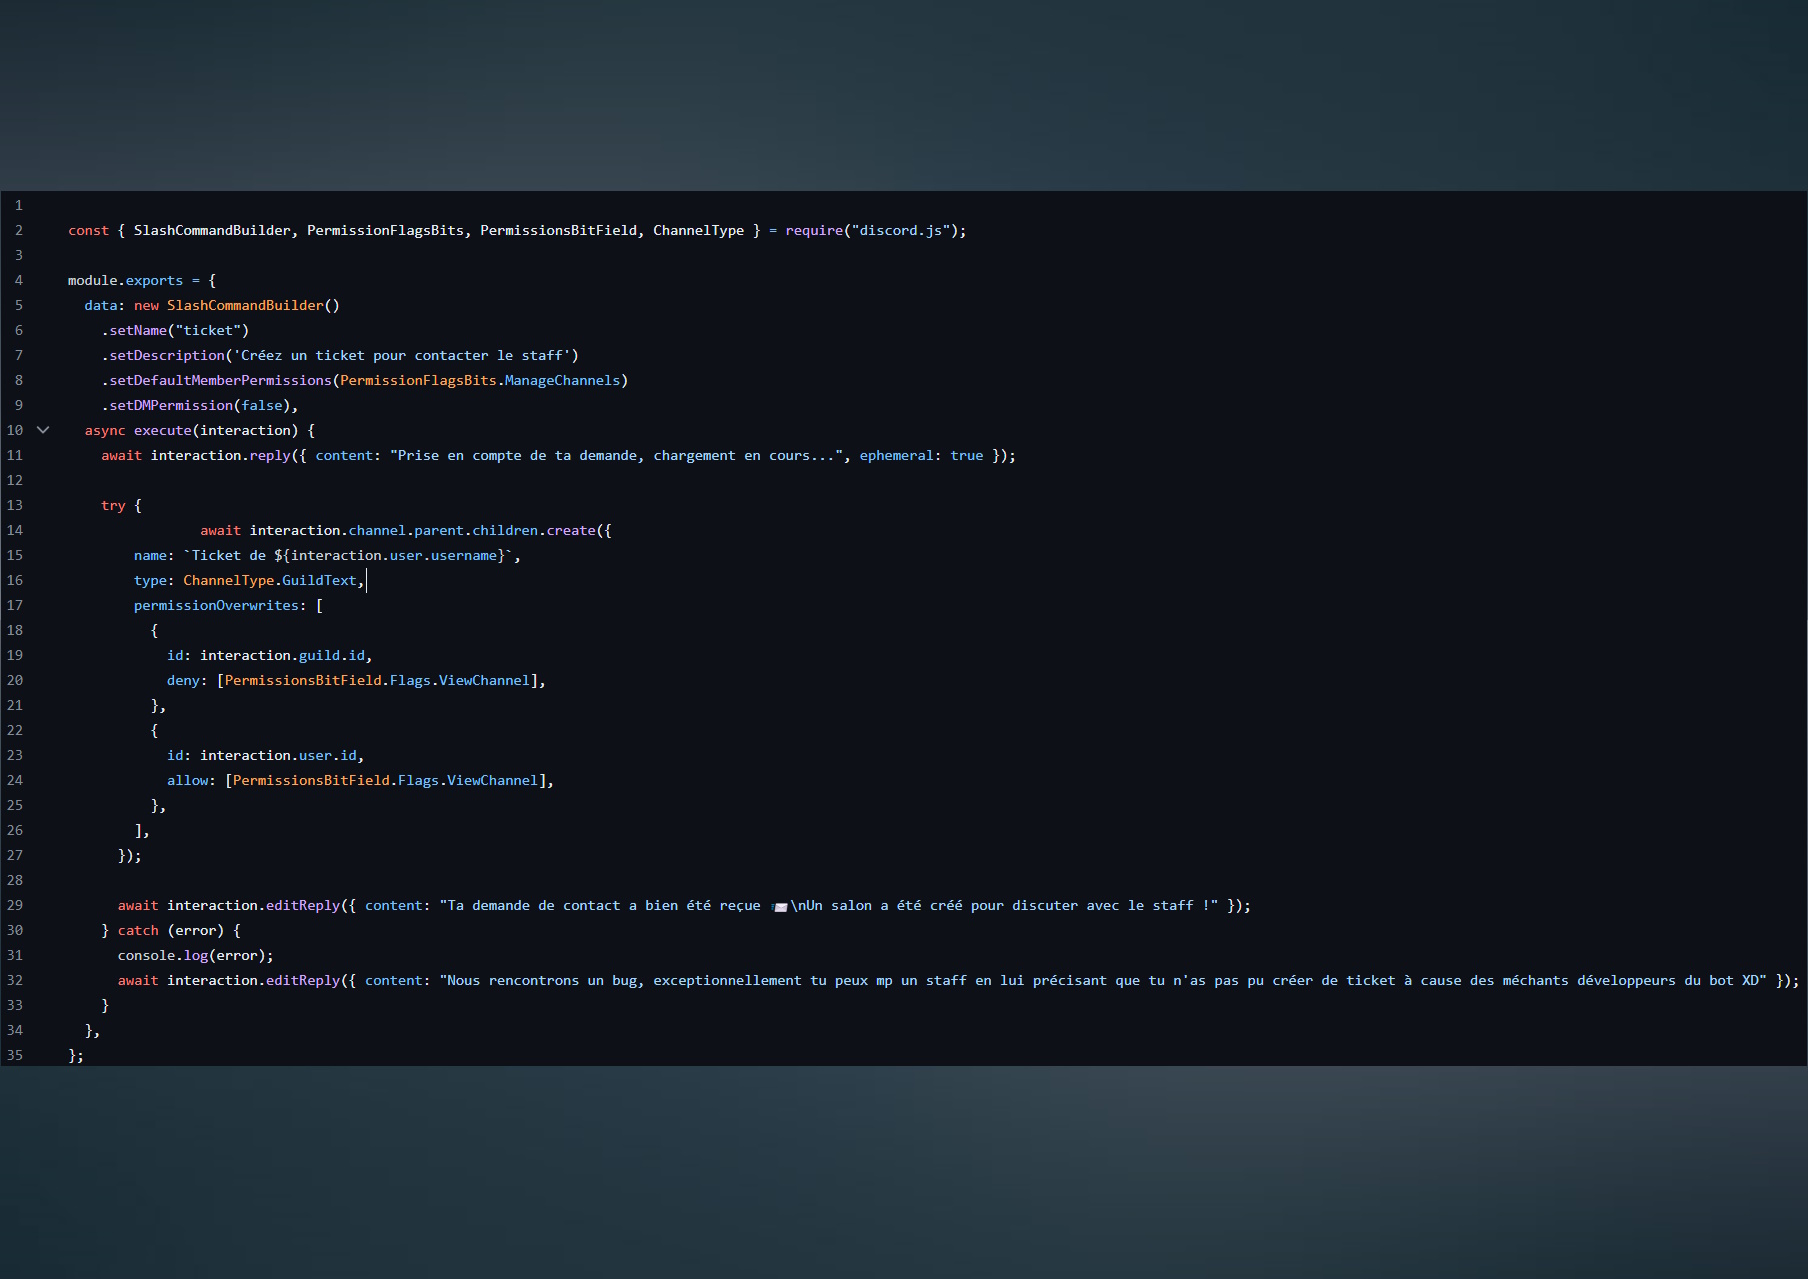 1
2 const { SlashCommandBuilder, PermissionFlagsBits, PermissionsBitField, ChannelType } = require("discord.js");
3
4 module.exports = {
5 data: new SlashCommandBuilder()
6 .setName("ticket")
7 .setDescription('Créez un ticket pour contacter le staff')
8 .setDefaultMemberPermissions(PermissionFlagsBits.ManageChannels)
9 .setDMPermission(false),
10 async execute(interaction) {
11 await interaction.reply({ content: "Prise en compte de ta demande, chargement en cours...", ephemeral: true });
12
13 try {
14 await interaction.channel.parent.children.create({
15 name: `Ticket de ${interaction.user.username}`,
16 type: ChannelType.GuildText,
17 permissionOverwrites: [
18 {
19 id: interaction.guild.id,
20 deny: [PermissionsBitField.Flags.ViewChannel],
21 },
22 {
23 id: interaction.user.id,
24 allow: [PermissionsBitField.Flags.ViewChannel],
25 },
26 ],
27 });
28
29 await interaction.editReply({ content: "Ta demande de contact a bien été reçue 📨\nUn salon a été créé pour discuter avec le staff !" });
30 } catch (error) {
31 console.log(error);
32 await interaction.editReply({ content: "Nous rencontrons un bug, exceptionnellement tu peux mp un staff en lui précisant que tu n'as pas pu créer de ticket à cause des méchants développeurs du bot XD" });
33 }
34 },
35 };